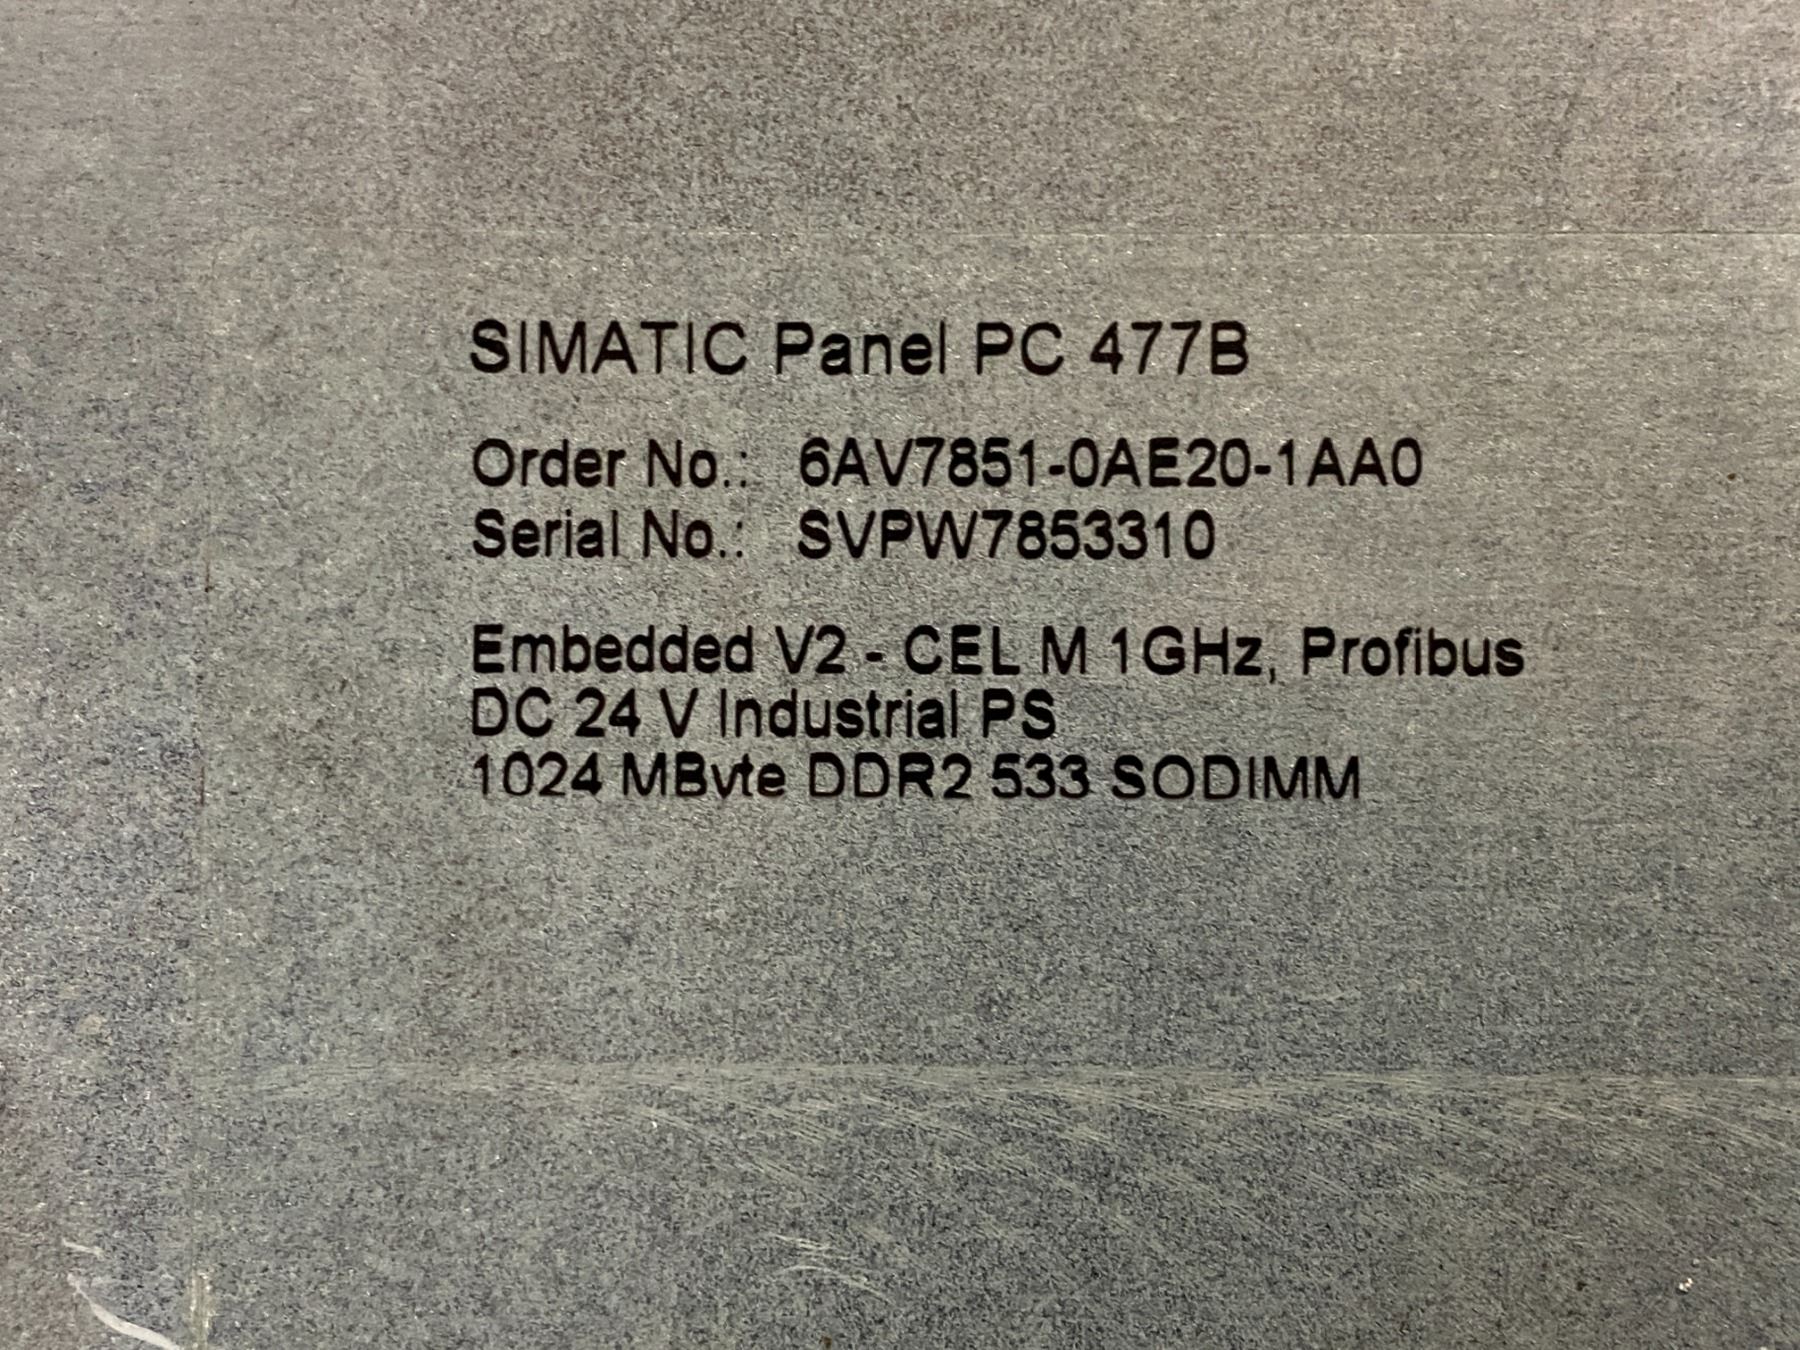 SIMATIC Panel PC 477B
Order No.: 6AV7851-0AE20-1AA0
Serial No.: SVPW7853310
Embedded V2 - CEL M 1GHz, Profibus
DC 24 V Industrial PS
1024 MByte DDR2 533 SODIMM